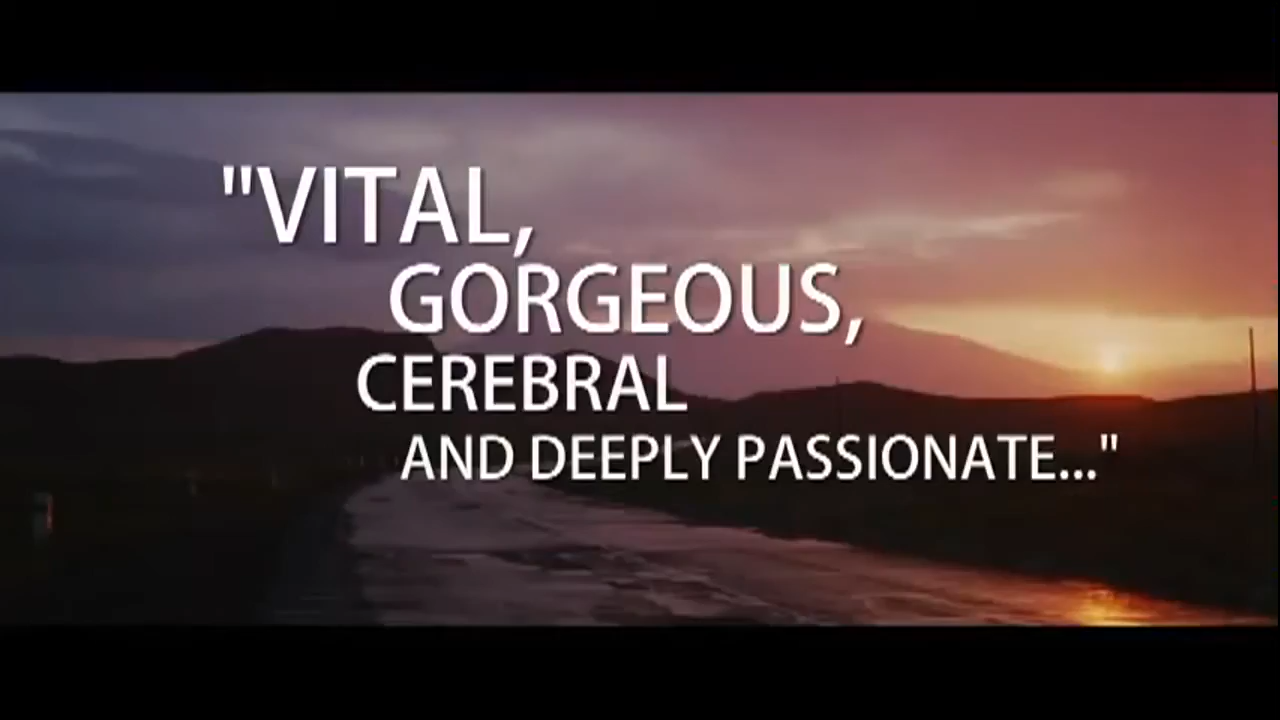 "VITAL,
GORGEOUS,
CEREBRAL
AND DEEPLY PASSIONATE..."